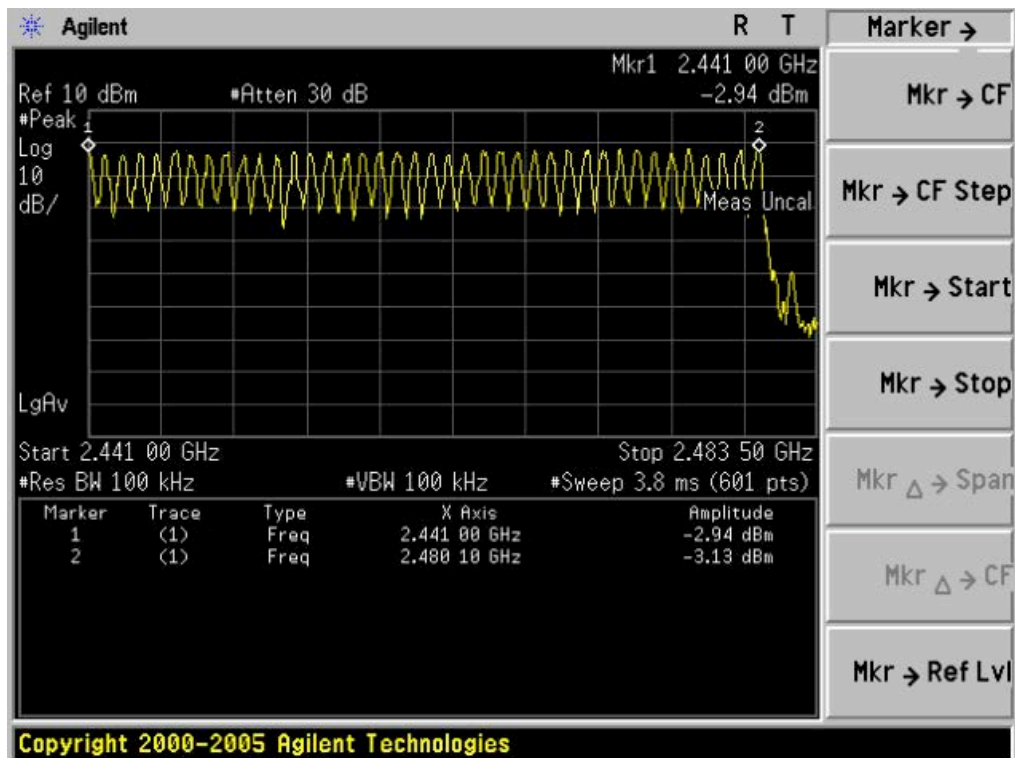 Agilent R T Marker →
Mkr1 2.441 00 GHz
Ref 10 dBm #Atten 30 dB -2.94 dBm
#Peak
Log
10
dB/
1
2
Meas Uncal
LgAv
Start 2.441 00 GHz Stop 2.483 50 GHz
#Res BW 100 kHz #VBW 100 kHz #Sweep 3.8 ms (601 pts)
Marker Trace Type X Axis Amplitude
1 (1) Freq 2.441 00 GHz -2.94 dBm
2 (1) Freq 2.480 10 GHz -3.13 dBm
Mkr → CF
Mkr → CF Step
Mkr → Start
Mkr → Stop
Mkr Δ → Span
Mkr Δ → CF
Mkr → Ref Lvl
Copyright 2000-2005 Agilent Technologies